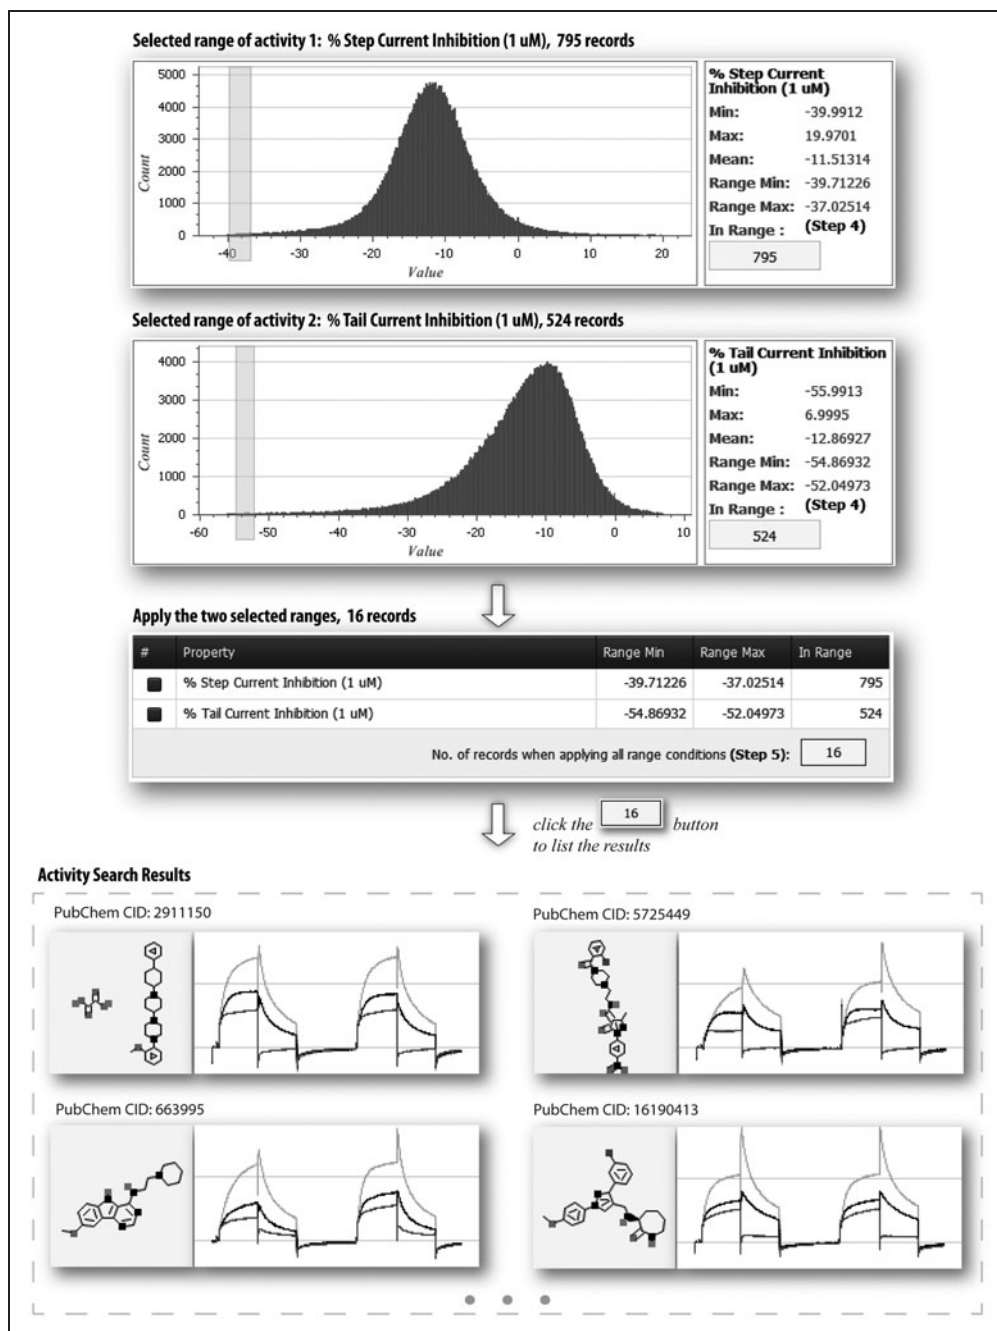 Selected range of activity 1: % Step Current Inhibition (1 uM), 795 records
5000
4000
3000
2000
1000
0
Count
-40
-30
-20
-10
0
10
20
Value
% Step Current
Inhibition (1 uM)
Min: -39.9912
Max: 19.9701
Mean: -11.51314
Range Min: -39.71226
Range Max: -37.02514
In Range : (Step 4)
795
Selected range of activity 2: % Tail Current Inhibition (1 uM), 524 records
4000
3000
2000
1000
0
Count
-60
-50
-40
-30
-20
-10
0
10
Value
% Tail Current Inhibition
(1 uM)
Min: -55.9913
Max: 6.9995
Mean: -12.86927
Range Min: -54.86932
Range Max: -52.04973
In Range : (Step 4)
524
Apply the two selected ranges, 16 records
# Property Range Min Range Max In Range
% Step Current Inhibition (1 uM) -39.71226 -37.02514 795
% Tail Current Inhibition (1 uM) -54.86932 -52.04973 524
No. of records when applying all range conditions (Step 5): 16
click the 16 button
to list the results
Activity Search Results
PubChem CID: 2911150
PubChem CID: 5725449
PubChem CID: 663995
PubChem CID: 16190413